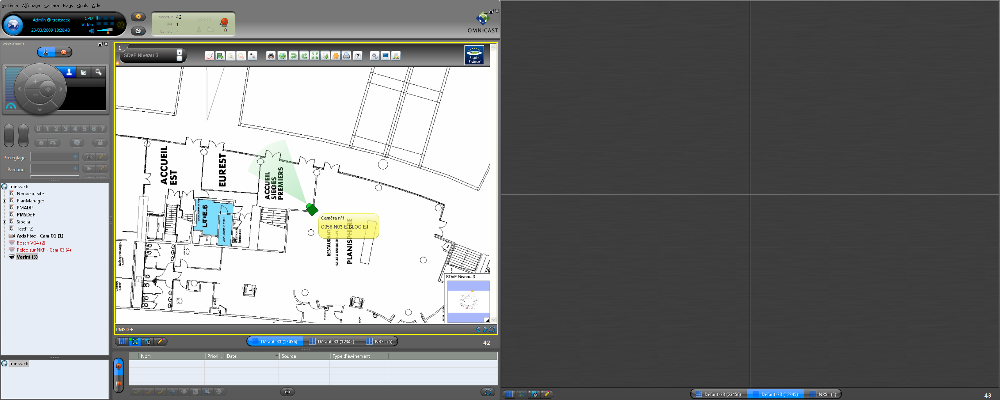 Système Affichage Caméra Plans Outils Aide
Admin @ transrack
23/03/2009 18:28:48
CPU
Vidéo
Moniteur 42
Tuile 1
Caméra -
0
OMNICAST
Volet d'outils
0 1 2 3 4 5 6 7
Préréglage :
Parcours :
transrack
Nouveau site
PlanManager
PMADP
PMSDeF
Sipelia
TestPTZ
Axis Fixe - Cam 01 (1)
Bosch VG4 (2)
Pelco sur NKF - Cam 03 (4)
Verint (3)
transrack
1
SDeF Niveau 3
Stade
de
France
ACCUEIL
EST
EUREST
ACCUEIL
SIEGES
PREMIERS
Caméra n°1
C058-N03-E-BLOC E1
RESTAURANT
SALLE A MANGER
PLANISPHERE
Debarrassage
SDeF Niveau 3
PMSDeF
Défaut-33 (23456) Défaut-33 (12345) NRSL (5)
42
Nom Priori... Date Source Type d'événement
Défaut-33 (23456) Défaut-33 (12345) NRSL (5)
43